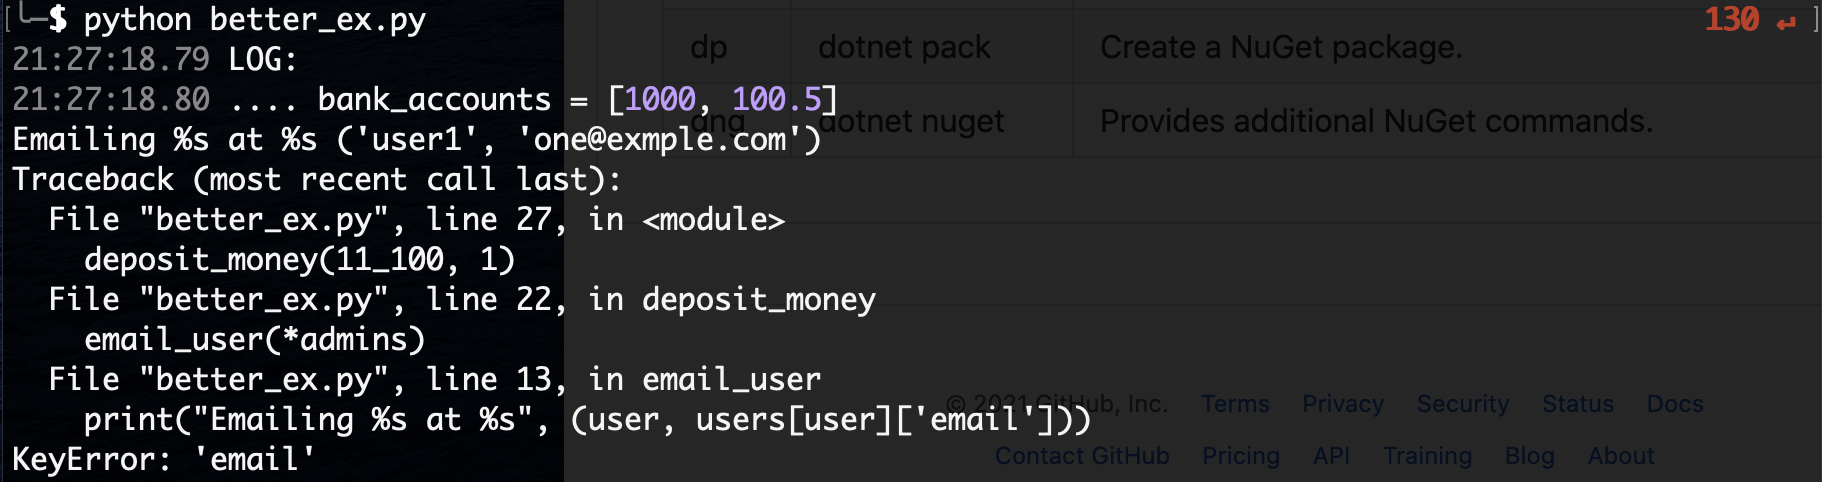 ╰─$ python better_ex.py 130 ↵
21:27:18.79 LOG:
21:27:18.80 .... bank_accounts = [1000, 100.5]
Emailing %s at %s ('user1', 'one@exmple.com')
Traceback (most recent call last):
  File "better_ex.py", line 27, in <module>
    deposit_money(11_100, 1)
  File "better_ex.py", line 22, in deposit_money
    email_user(*admins)
  File "better_ex.py", line 13, in email_user
    print("Emailing %s at %s", (user, users[user]['email']))
KeyError: 'email'
dp dotnet pack Create a NuGet package.
dng dotnet nuget Provides additional NuGet commands.
© 2021 GitHub, Inc. Terms Privacy Security Status Docs
Contact GitHub Pricing API Training Blog About